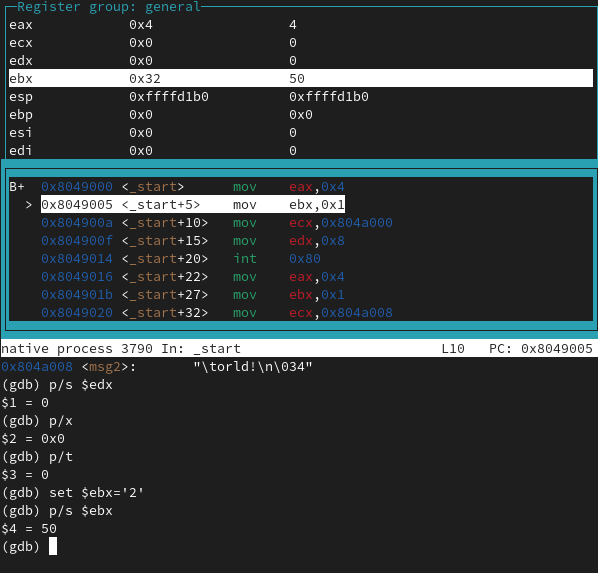 Register group: general
eax 0x4 4
ecx 0x0 0
edx 0x0 0
ebx 0x32 50
esp 0xffffd1b0 0xffffd1b0
ebp 0x0 0x0
esi 0x0 0
edi 0x0 0
B+ 0x8049000 <_start> mov eax,0x4
> 0x8049005 <_start+5> mov ebx,0x1
0x804900a <_start+10> mov ecx,0x804a000
0x804900f <_start+15> mov edx,0x8
0x8049014 <_start+20> int 0x80
0x8049016 <_start+22> mov eax,0x4
0x804901b <_start+27> mov ebx,0x1
0x8049020 <_start+32> mov ecx,0x804a008
native process 3790 In: _start L10 PC: 0x8049005
0x804a008 <msg2>: "\torld!\n\034"
(gdb) p/s $edx
$1 = 0
(gdb) p/x
$2 = 0x0
(gdb) p/t
$3 = 0
(gdb) set $ebx='2'
(gdb) p/s $ebx
$4 = 50
(gdb)